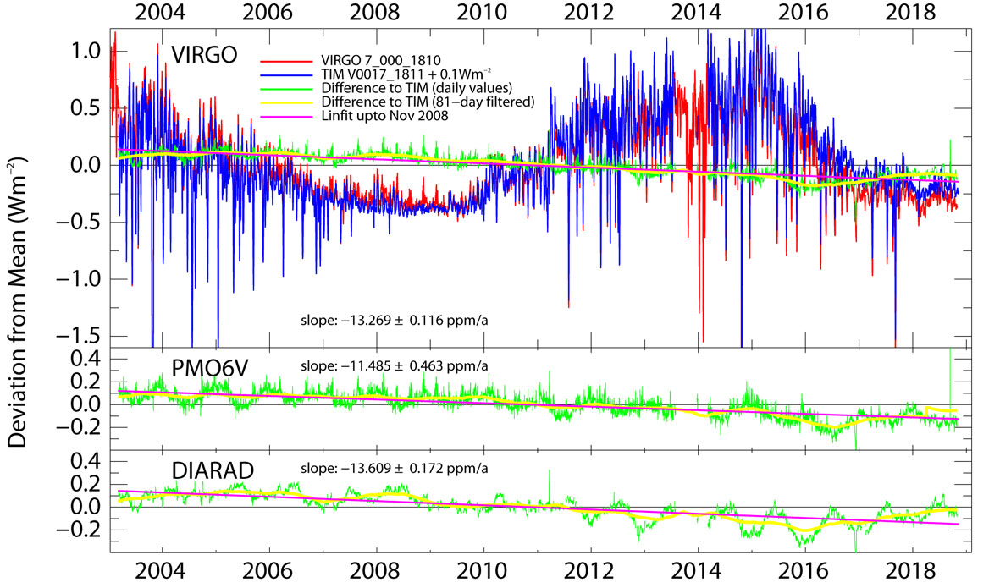 2004 2006 2008 2010 2012 2014 2016 2018
Deviation from Mean (Wm−2)
1.0
0.5
0.0
−0.5
−1.0
−1.5
VIRGO
VIRGO 7_000_1810
TIM V0017_1811 + 0.1Wm−2
Difference to TIM (daily values)
Difference to TIM (81−day filtered)
Linfit upto Nov 2008
slope: −13.269 ± 0.116 ppm/a
0.4
0.2
0.0
−0.2
PMO6V
slope: −11.485 ± 0.463 ppm/a
0.4
0.2
0.0
−0.2
DIARAD
slope: −13.609 ± 0.172 ppm/a
2004 2006 2008 2010 2012 2014 2016 2018